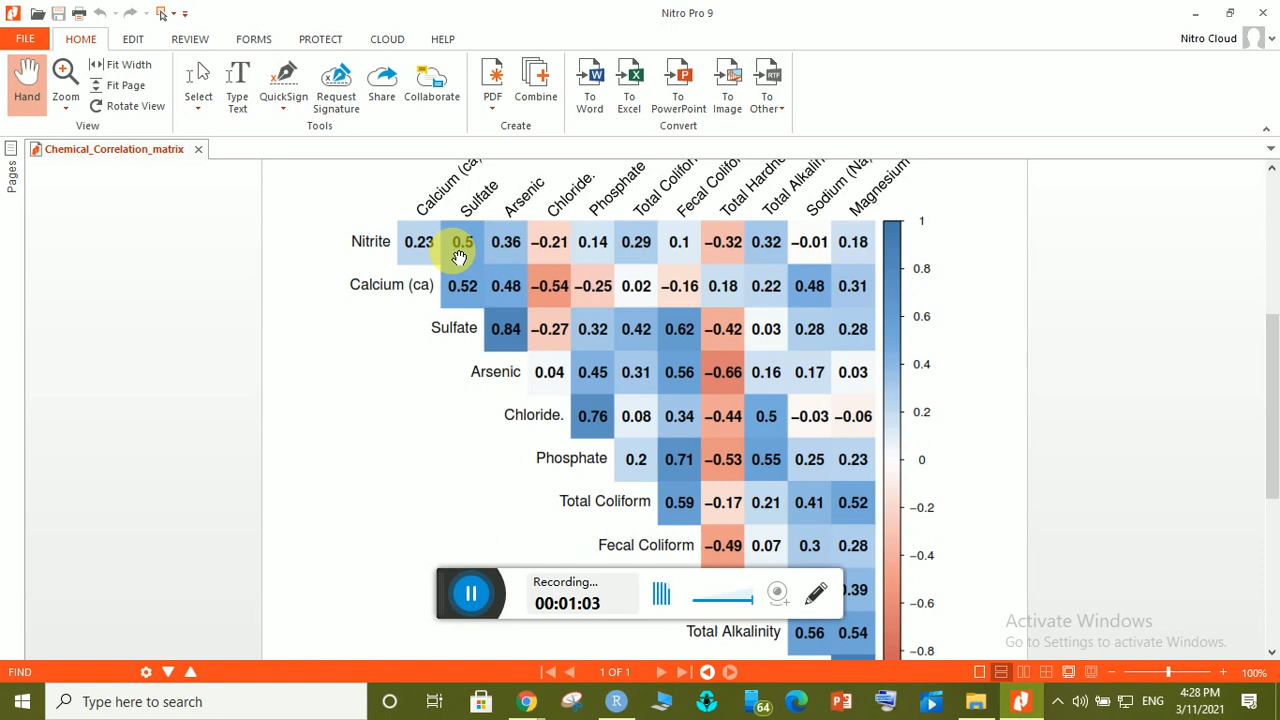 Nitro Pro 9
FILE HOME EDIT REVIEW FORMS PROTECT CLOUD HELP
Nitro Cloud
Hand
Zoom
Fit Width
Fit Page
Rotate View
View
Select
Type Text
QuickSign
Request Signature
Share
Collaborate
Tools
PDF
Combine
Create
To Word
To Excel
To PowerPoint
To Image
To Other
Convert
Chemical_Correlation_matrix
Pages
Calcium (ca)
Sulfate
Arsenic
Chloride.
Phosphate
Total Coliform
Fecal Coliform
Total Hardn
Total Alkalin
Sodium (Na)
Magnesium
Nitrite 0.23 0.5 0.36 −0.21 0.14 0.29 0.1 −0.32 0.32 −0.01 0.18
Calcium (ca) 0.52 0.48 −0.54 −0.25 0.02 −0.16 0.18 0.22 0.48 0.31
Sulfate 0.84 −0.27 0.32 0.42 0.62 −0.42 0.03 0.28 0.28
Arsenic 0.04 0.45 0.31 0.56 −0.66 0.16 0.17 0.03
Chloride. 0.76 0.08 0.34 −0.44 0.5 −0.03 −0.06
Phosphate 0.2 0.71 −0.53 0.55 0.25 0.23
Total Coliform 0.59 −0.17 0.21 0.41 0.52
Fecal Coliform −0.49 0.07 0.3 0.28
0.39
Total Alkalinity 0.56 0.54
1
0.8
0.6
0.4
0.2
0
−0.2
−0.4
−0.6
−0.8
Recording...
00:01:03
Activate Windows
Go to Settings to activate Windows.
FIND
1 OF 1
100%
Type here to search
64
ENG
4:28 PM
3/11/2021